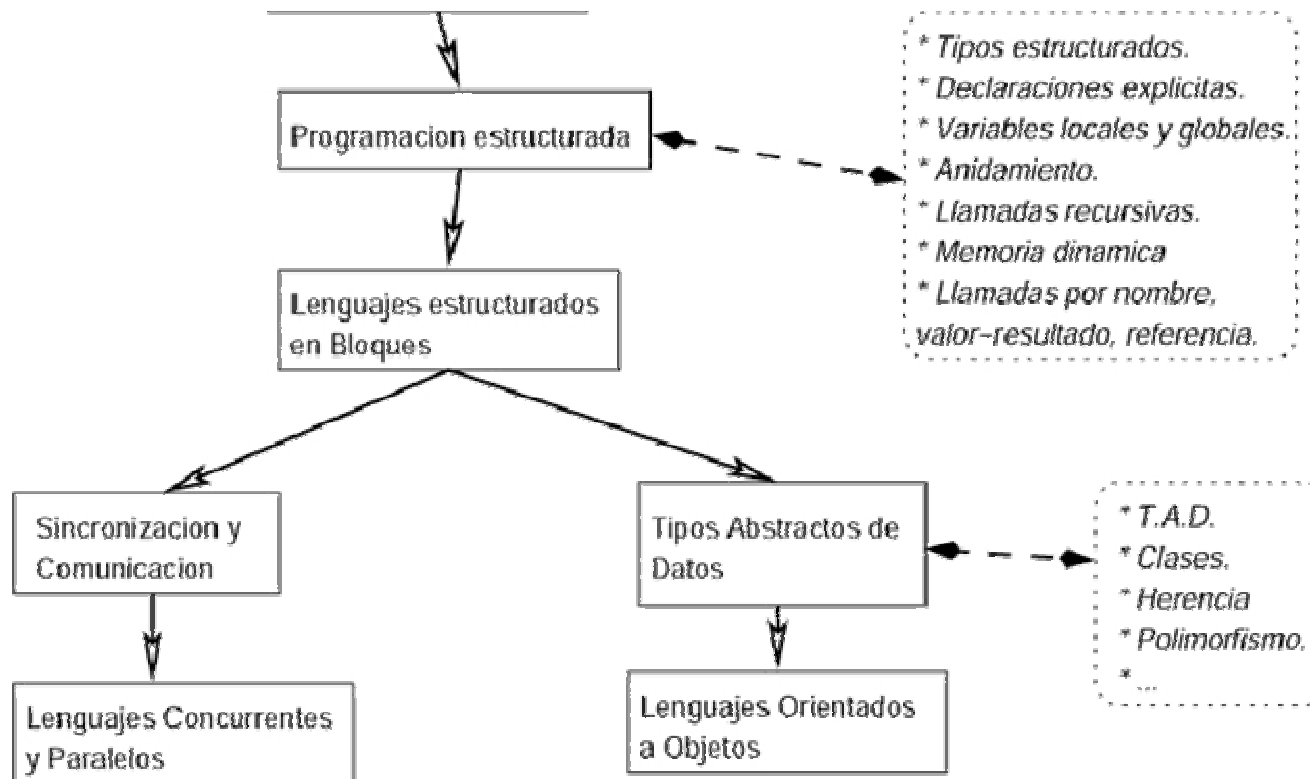 Programacion estructurada
* Tipos estructurados.
* Declaraciones explicitas.
* Variables locales y globales.
* Anidamiento.
* Llamadas recursivas.
* Memoria dinamica
* Llamadas por nombre,
valor-resultado, referencia.
Lenguajes estructurados
en Bloques
Sincronizacion y
Comunicacion
Tipos Abstractos de
Datos
* T.A.D.
* Clases.
* Herencia
* Polimorfismo.
* ...
Lenguajes Concurrentes
y Paralelos
Lenguajes Orientados
a Objetos